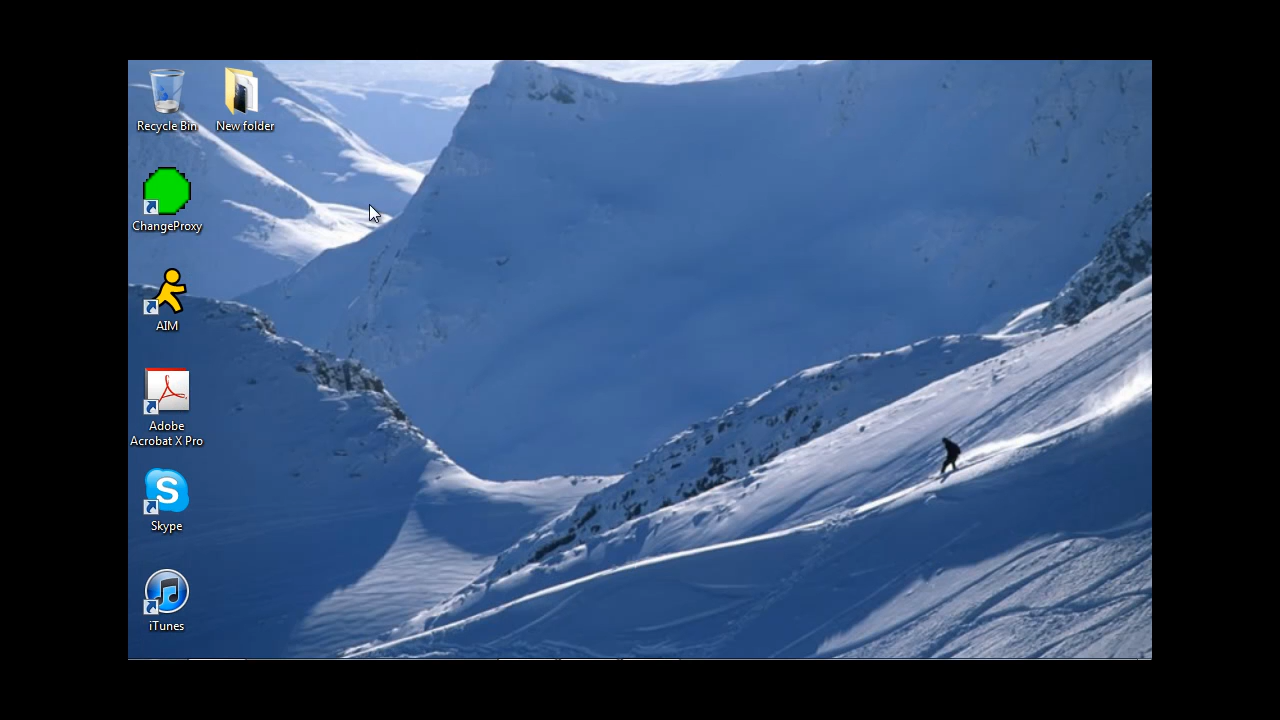 Recycle Bin
New folder
ChangeProxy
AIM
Adobe
Acrobat X Pro
Skype
iTunes